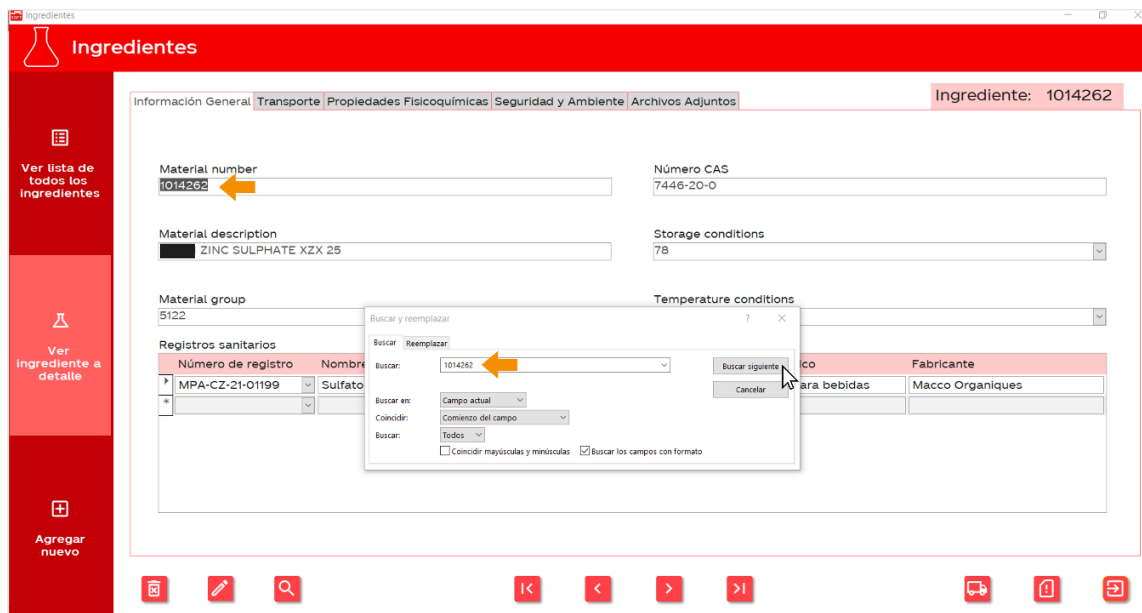 Ingredientes
Ingredientes
Ver lista de
todos los
ingredientes
Ver
ingrediente a
detalle
Agregar
nuevo
Información General Transporte Propiedades Fisicoquímicas Seguridad y Ambiente Archivos Adjuntos
Ingrediente: 1014262
Material number
1014262
Número CAS
7446-20-0
Material description
ZINC SULPHATE XZX 25
Storage conditions
78
Material group
5122
Temperature conditions
Registros sanitarios
Número de registro
MPA-CZ-21-01199
Sulfato
ara bebidas
Fabricante
Macco Organiques
Buscar y reemplazar
Buscar Reemplazar
Buscar: 1014262
Buscar siguiente
Cancelar
Buscar en: Campo actual
Coincidir: Comienzo del campo
Buscar: Todos
Coincidir mayúsculas y minúsculas Buscar los campos con formato